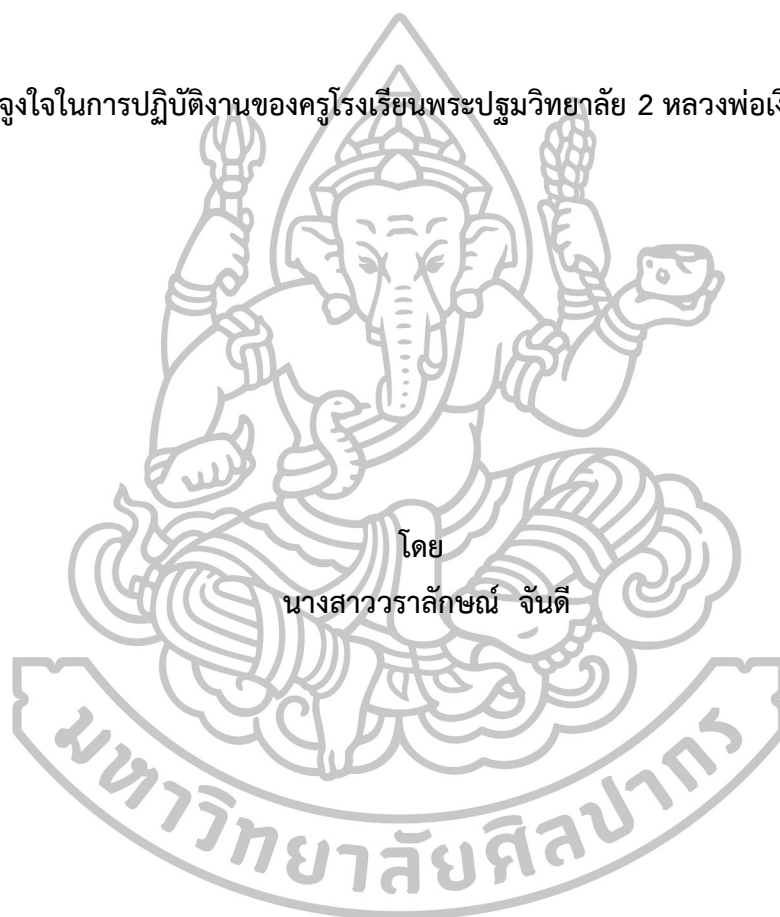 จูงใจในการปฏิบัติงานของครูโรงเรียนพระปฐมวิทยาลัย 2 หลวงพ่อเงิ
โดย
นางสาววราลักษณ์ จันดี
มหาวิทยาลัยศิลปากร